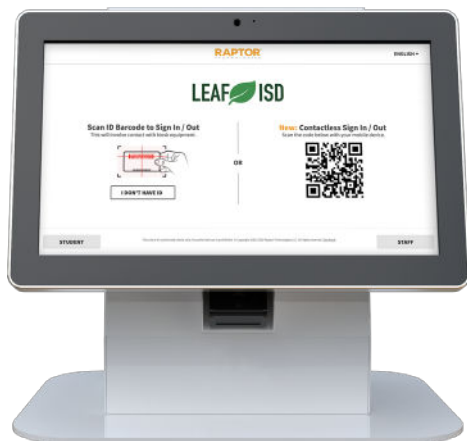 RAPTOR
ENGLISH
LEAF ISD
Scan ID Barcode to Sign In / Out
This will involve contact with kiosk equipment.
I DON'T HAVE ID
OR
New: Contactless Sign In / Out
Scan the code below with your mobile device.
STUDENT
STAFF